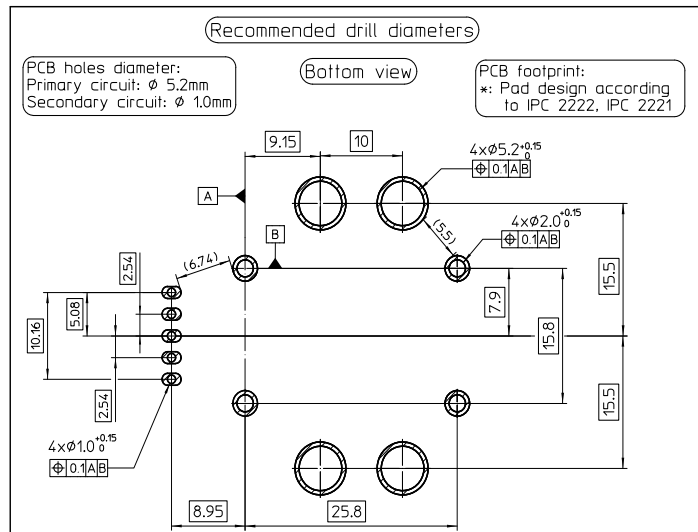 Recommended drill diameters
PCB holes diameter:
Primary circuit: Ø 5.2mm
Secondary circuit: Ø 1.0mm
Bottom view
PCB footprint:
*: Pad design according
to IPC 2222, IPC 2221
9.15
10
4xØ5.2 +0.15 0
⌖ 0.1 A B
A
4xØ2.0 +0.15 0
⌖ 0.1 A B
(5.5)
B
(6.74)
2.54
15.5
5.08
7.9
10.16
15.8
2.54
15.5
4xØ1.0 +0.15 0
⌖ 0.1 A B
8.95
25.8